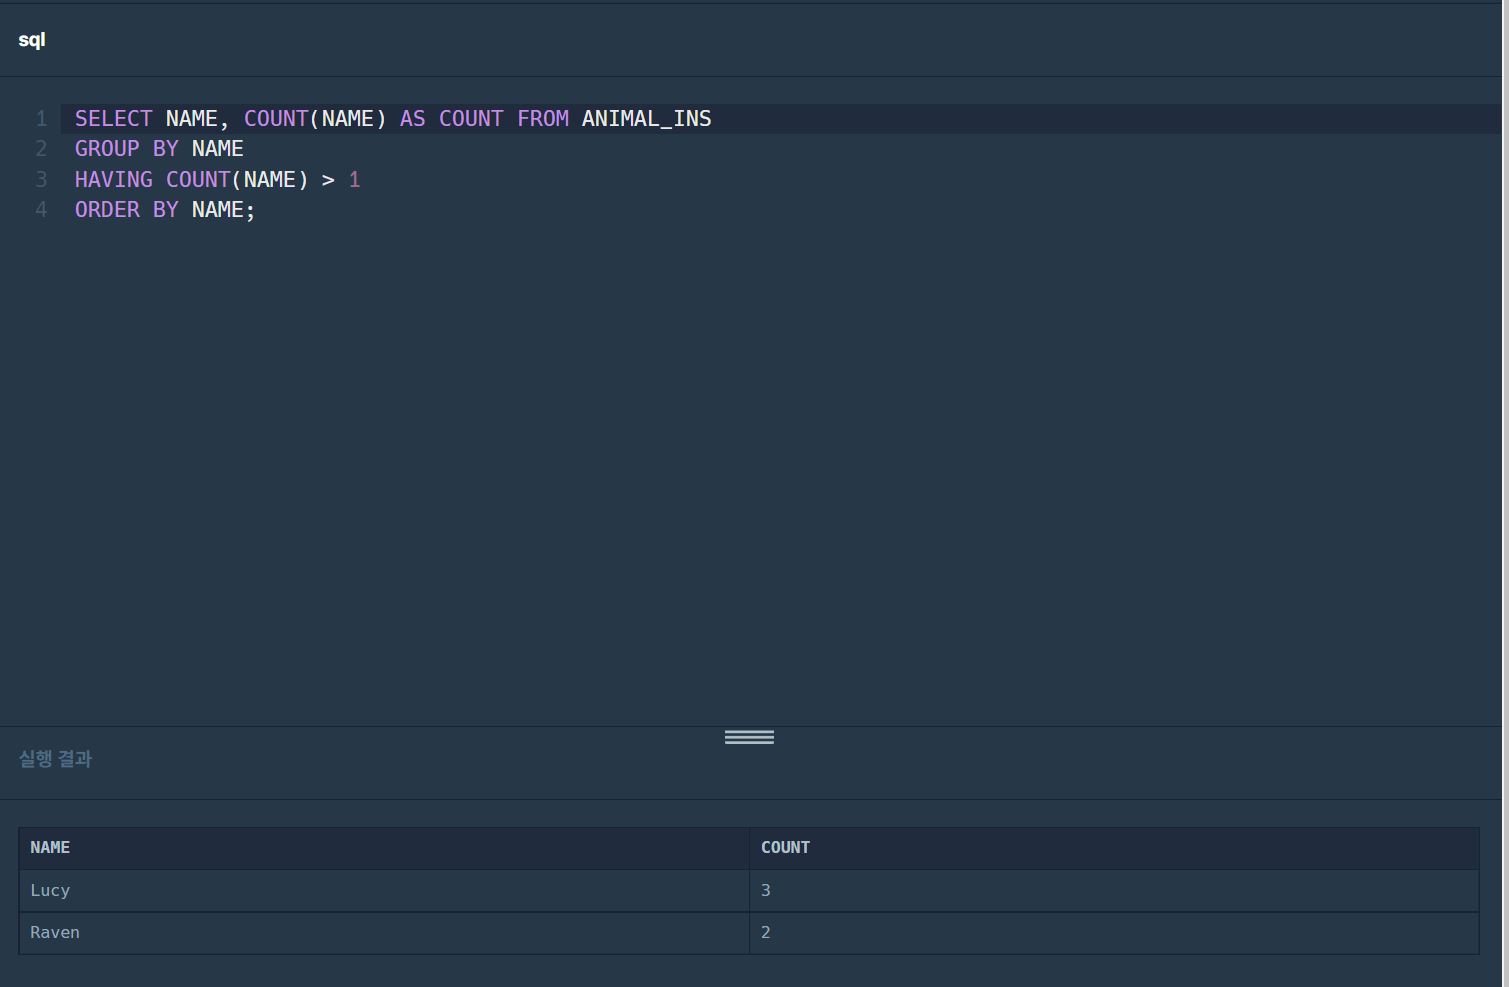 sql
1 SELECT NAME, COUNT(NAME) AS COUNT FROM ANIMAL_INS
2 GROUP BY NAME
3 HAVING COUNT(NAME) > 1
4 ORDER BY NAME;
실행 결과
NAME COUNT
Lucy 3
Raven 2